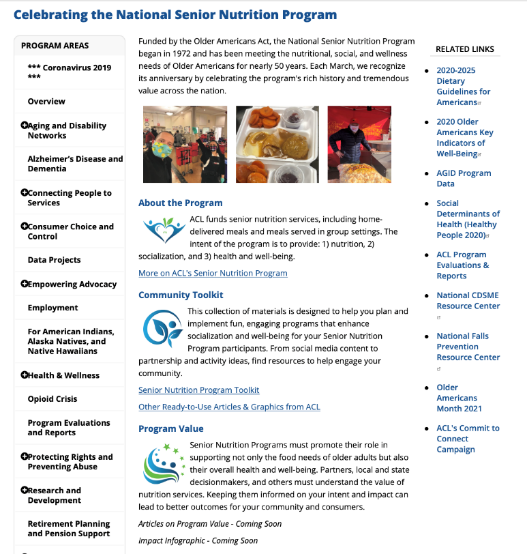 Celebrating the National Senior Nutrition Program
PROGRAM AREAS
*** Coronavirus 2019
***
Overview
Aging and Disability
Networks
Alzheimer's Disease and
Dementia
Connecting People to
Services
Consumer Choice and
Control
Data Projects
Empowering Advocacy
Employment
For American Indians,
Alaska Natives, and
Native Hawaiians
Health & Wellness
Opioid Crisis
Program Evaluations
and Reports
Protecting Rights and
Preventing Abuse
Research and
Development
Retirement Planning
and Pension Support
Funded by the Older Americans Act, the National Senior Nutrition Program
began in 1972 and has been meeting the nutritional, social, and wellness
needs of Older Americans for nearly 50 years. Each March, we recognize
its anniversary by celebrating the program's rich history and tremendous
value across the nation.
About the Program
ACL funds senior nutrition services, including home-
delivered meals and meals served in group settings. The
intent of the program is to provide: 1) nutrition, 2)
socialization, and 3) health and well-being.
More on ACL's Senior Nutrition Program
Community Toolkit
This collection of materials is designed to help you plan and
implement fun, engaging programs that enhance
socialization and well-being for your Senior Nutrition
Program participants. From social media content to
partnership and activity ideas, find resources to help engage your
community.
Senior Nutrition Program Toolkit
Other Ready-to-Use Articles & Graphics from ACL
Program Value
Senior Nutrition Programs must promote their role in
supporting not only the food needs of older adults but also
their overall health and well-being. Partners, local and state
decisionmakers, and others must understand the value of
nutrition services. Keeping them informed on your intent and impact can
lead to better outcomes for your community and consumers.
Articles on Program Value - Coming Soon
Impact Infographic - Coming Soon
RELATED LINKS
2020-2025
Dietary
Guidelines for
Americans
2020 Older
Americans Key
Indicators of
Well-Being
AGID Program
Data
Social
Determinants of
Health (Healthy
People 2020)
ACL Program
Evaluations &
Reports
National CDSME
Resource Center
National Falls
Prevention
Resource Center
Older
Americans
Month 2021
ACL's Commit to
Connect
Campaign